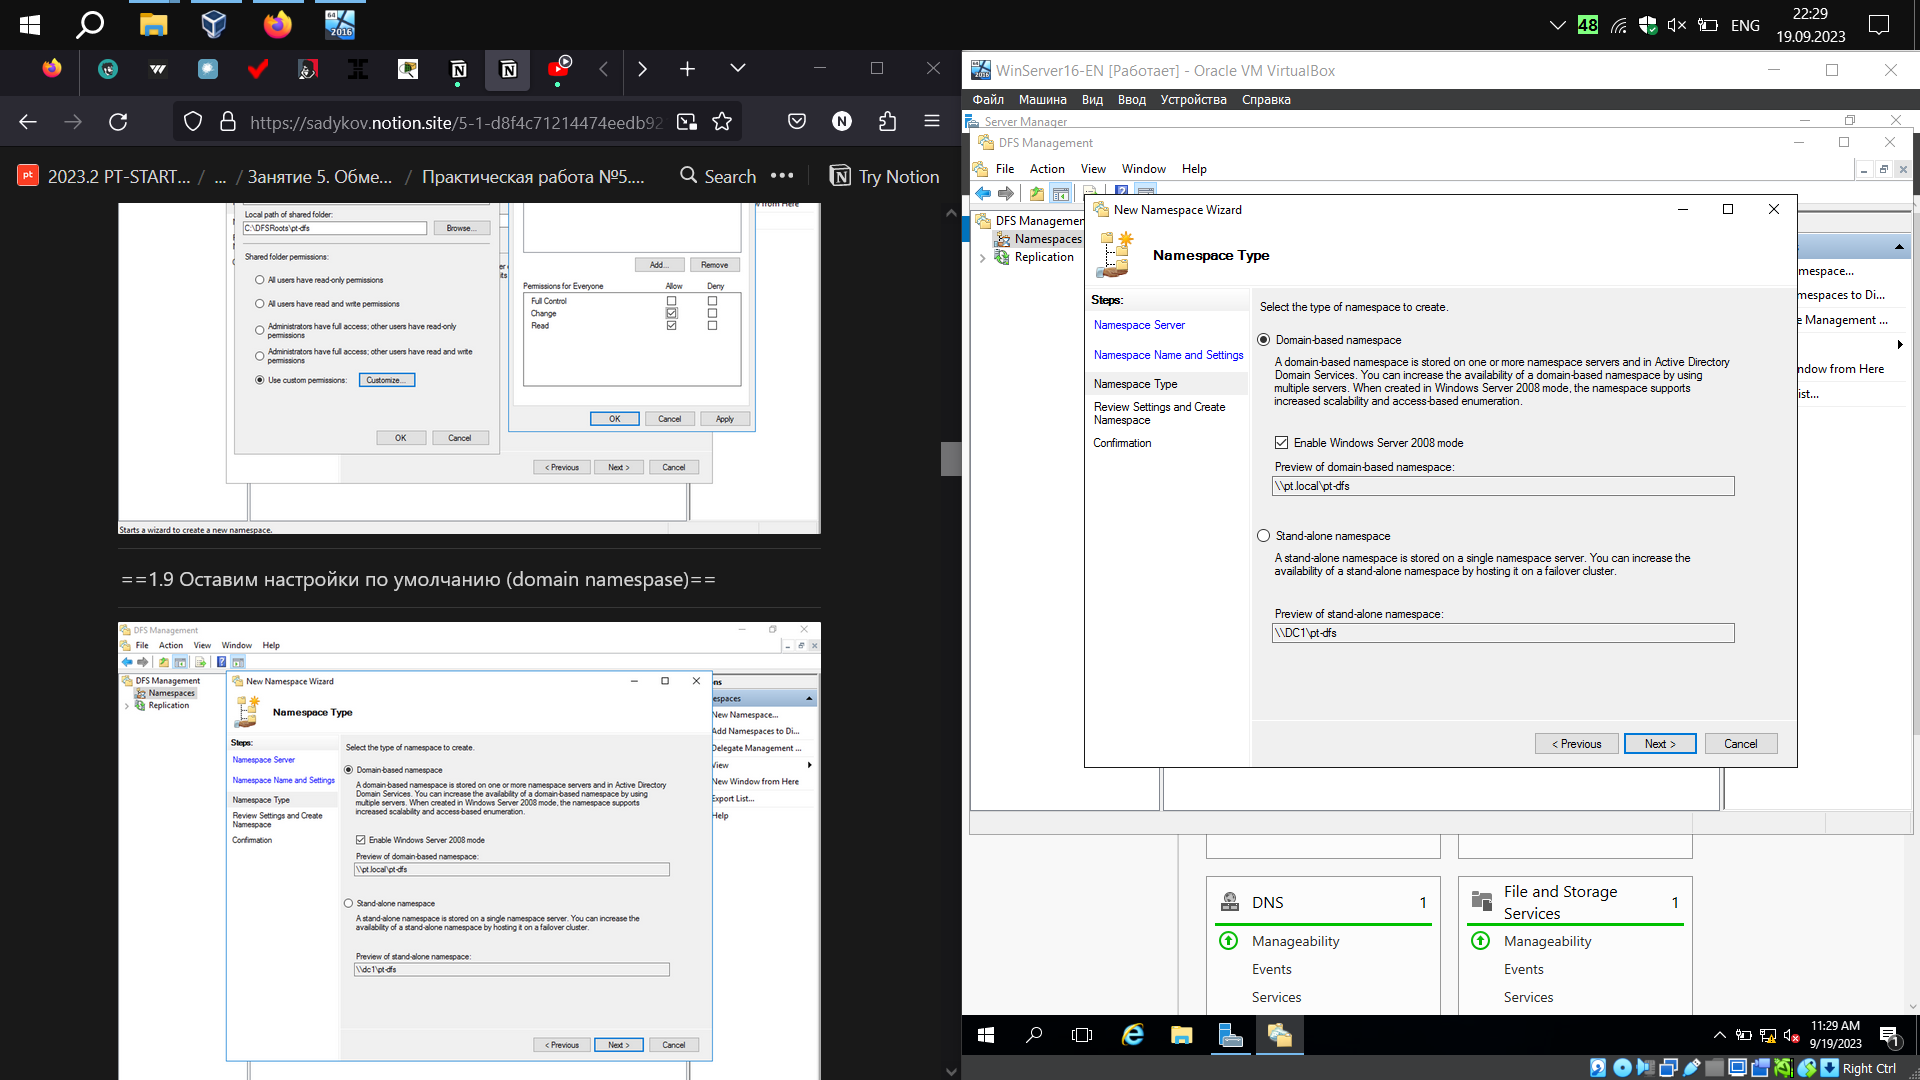 48
ENG
22:29
19.09.2023
https://sadykov.notion.site/5-1-d8f4c71214474eedb92
2023.2 PT-START... / ... / Занятие 5. Обме... / Практическая работа №5....
Search
Try Notion
Local path of shared folder:
C:\DFSRoots\pt-dfs
Browse...
Shared folder permissions:
All users have read-only permissions
All users have read and write permissions
Administrators have full access; other users have read-only
permissions
Administrators have full access; other users have read and write
permissions
Use custom permissions:
Customize...
OK
Cancel
Add...
Remove
Permissions for Everyone
Allow
Deny
Full Control
Change
Read
OK
Cancel
Apply
< Previous
Next >
Cancel
Starts a wizard to create a new namespace.
==1.9 Оставим настройки по умолчанию (domain namespase)==
DFS Management
File
Action
View
Window
Help
DFS Management
Namespaces
Replication
New Namespace Wizard
Namespace Type
Steps:
Namespace Server
Namespace Name and Settings
Namespace Type
Review Settings and Create
Namespace
Confirmation
Select the type of namespace to create.
Domain-based namespace
A domain-based namespace is stored on one or more namespace servers and in Active Directory
Domain Services. You can increase the availability of a domain-based namespace by using
multiple servers. When created in Windows Server 2008 mode, the namespace supports
increased scalability and access-based enumeration.
Enable Windows Server 2008 mode
Preview of domain-based namespace:
\\pt.local\pt-dfs
Stand-alone namespace
A stand-alone namespace is stored on a single namespace server. You can increase the
availability of a stand-alone namespace by hosting it on a failover cluster.
Preview of stand-alone namespace:
\\dc1\pt-dfs
< Previous
Next >
Cancel
New Namespace...
Add Namespaces to Di...
Delegate Management ...
View
New Window from Here
Export List...
Help
WinServer16-EN [Работает] - Oracle VM VirtualBox
Файл
Машина
Вид
Ввод
Устройства
Справка
Server Manager
DFS Management
File
Action
View
Window
Help
DFS Managemen
Namespaces
Replication
New Namespace Wizard
Namespace Type
Steps:
Namespace Server
Namespace Name and Settings
Namespace Type
Review Settings and Create
Namespace
Confirmation
Select the type of namespace to create.
Domain-based namespace
A domain-based namespace is stored on one or more namespace servers and in Active Directory
Domain Services. You can increase the availability of a domain-based namespace by using
multiple servers. When created in Windows Server 2008 mode, the namespace supports
increased scalability and access-based enumeration.
Enable Windows Server 2008 mode
Preview of domain-based namespace:
\\pt.local\pt-dfs
Stand-alone namespace
A stand-alone namespace is stored on a single namespace server. You can increase the
availability of a stand-alone namespace by hosting it on a failover cluster.
Preview of stand-alone namespace:
\\DC1\pt-dfs
< Previous
Next >
Cancel
mespace...
mespaces to Di...
e Management ...
ndow from Here
ist...
DNS
1
Manageability
Events
Services
File and Storage
Services
1
Manageability
Events
Services
11:29 AM
9/19/2023
1
Right Ctrl